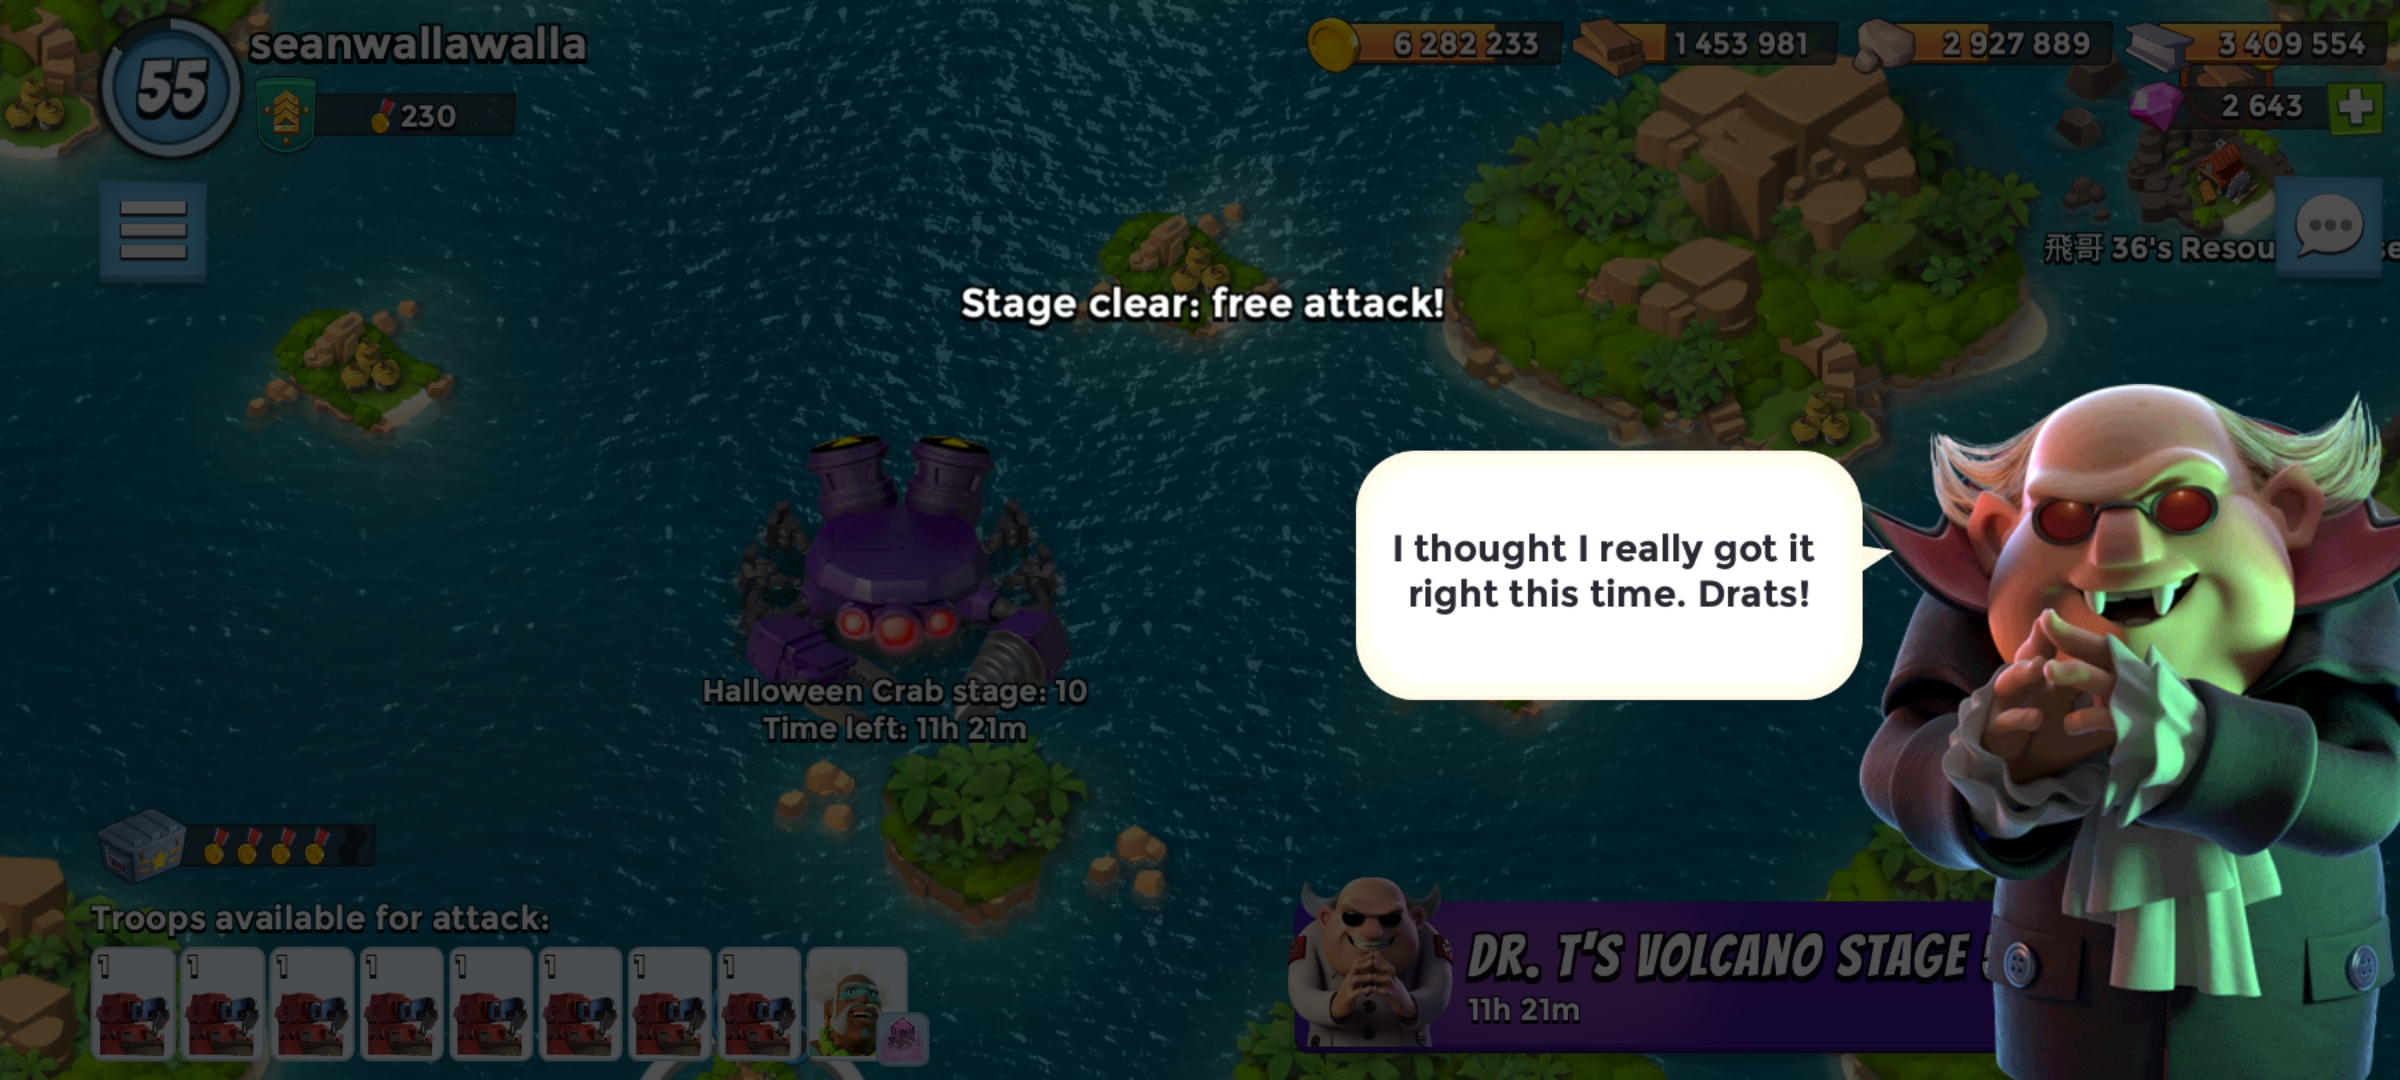 55
seanwallawalla
230
6 282 233
1 453 981
2 927 889
3 409 554
2 643
飛哥 36's Resou
Stage clear: free attack!
I thought I really got it
right this time. Drats!
Halloween Crab stage: 10
Time left: 11h 21m
Troops available for attack:
1
1
1
1
1
1
1
1
DR. T'S VOLCANO STAGE
11h 21m